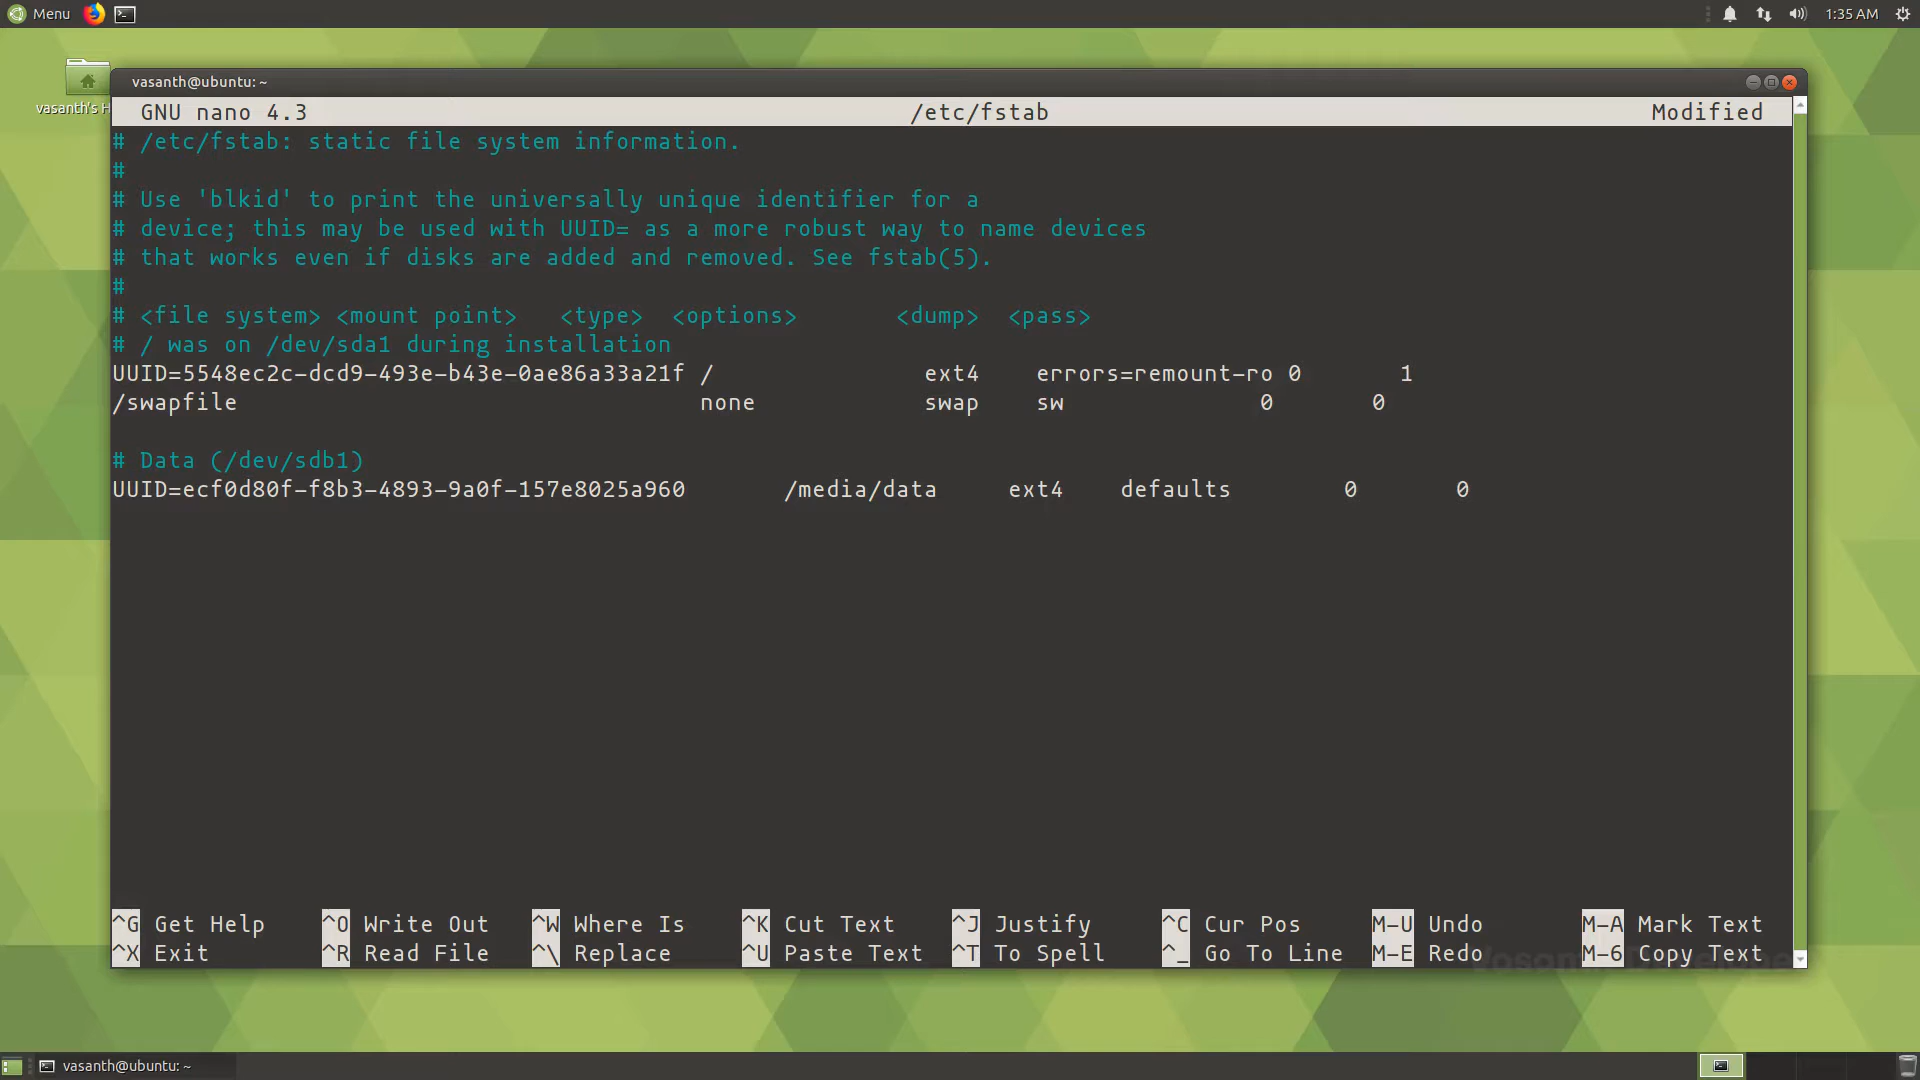 Menu
1:35 AM
vasanth's H
vasanth@ubuntu: ~
GNU nano 4.3 /etc/fstab Modified
# /etc/fstab: static file system information.
#
# Use 'blkid' to print the universally unique identifier for a
# device; this may be used with UUID= as a more robust way to name devices
# that works even if disks are added and removed. See fstab(5).
#
# <file system> <mount point>   <type>  <options>       <dump>  <pass>
# / was on /dev/sda1 during installation
UUID=5548ec2c-dcd9-493e-b43e-0ae86a33a21f /               ext4    errors=remount-ro 0       1
/swapfile                                 none            swap    sw              0       0
# Data (/dev/sdb1)
UUID=ecf0d80f-f8b3-4893-9a0f-157e8025a960       /media/data     ext4    defaults        0       0
^G Get Help ^O Write Out ^W Where Is ^K Cut Text ^J Justify ^C Cur Pos M-U Undo M-A Mark Text
^X Exit ^R Read File ^\ Replace ^U Paste Text ^T To Spell ^_ Go To Line M-E Redo M-6 Copy Text
vasanth@ubuntu: ~